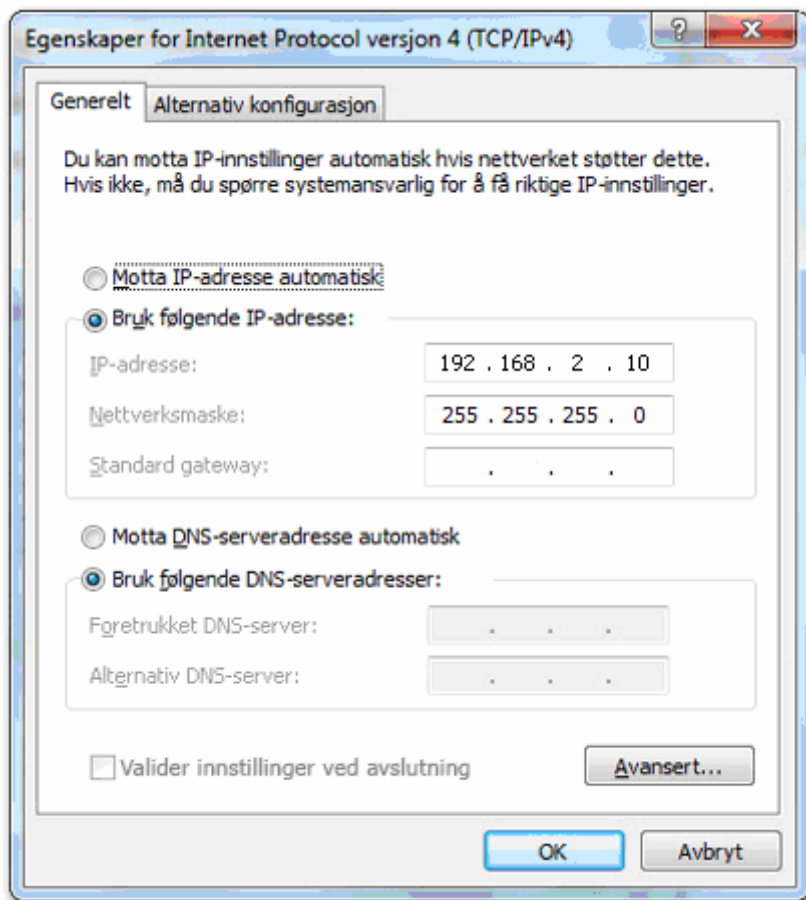 Egenskaper for Internet Protocol versjon 4 (TCP/IPv4)
?
Generelt
Alternativ konfigurasjon
Du kan motta IP-innstillinger automatisk hvis nettverket støtter dette.
Hvis ikke, må du spørre systemansvarlig for å få riktige IP-innstillinger.
Motta IP-adresse automatisk
Bruk følgende IP-adresse:
IP-adresse: 192 . 168 . 2 . 10
Nettverksmaske: 255 . 255 . 255 . 0
Standard gateway: . . .
Motta DNS-serveradresse automatisk
Bruk følgende DNS-serveradresser:
Foretrukket DNS-server: . . .
Alternativ DNS-server: . . .
Valider innstillinger ved avslutning
Avansert...
OK
Avbryt